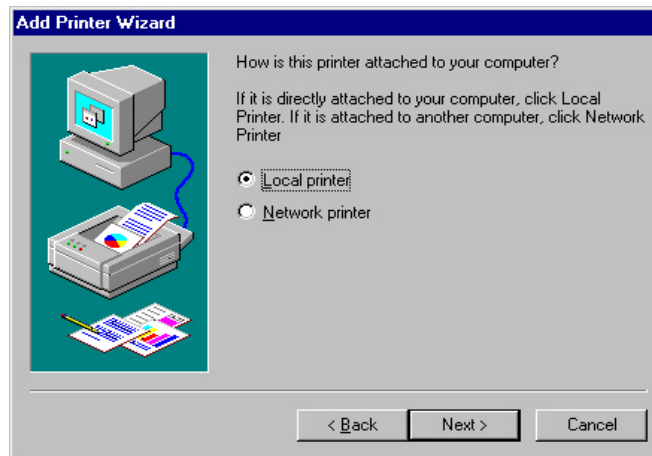 Add Printer Wizard
How is this printer attached to your computer?
If it is directly attached to your computer, click Local
Printer. If it is attached to another computer, click Network
Printer
Local printer
Network printer
< Back Next > Cancel